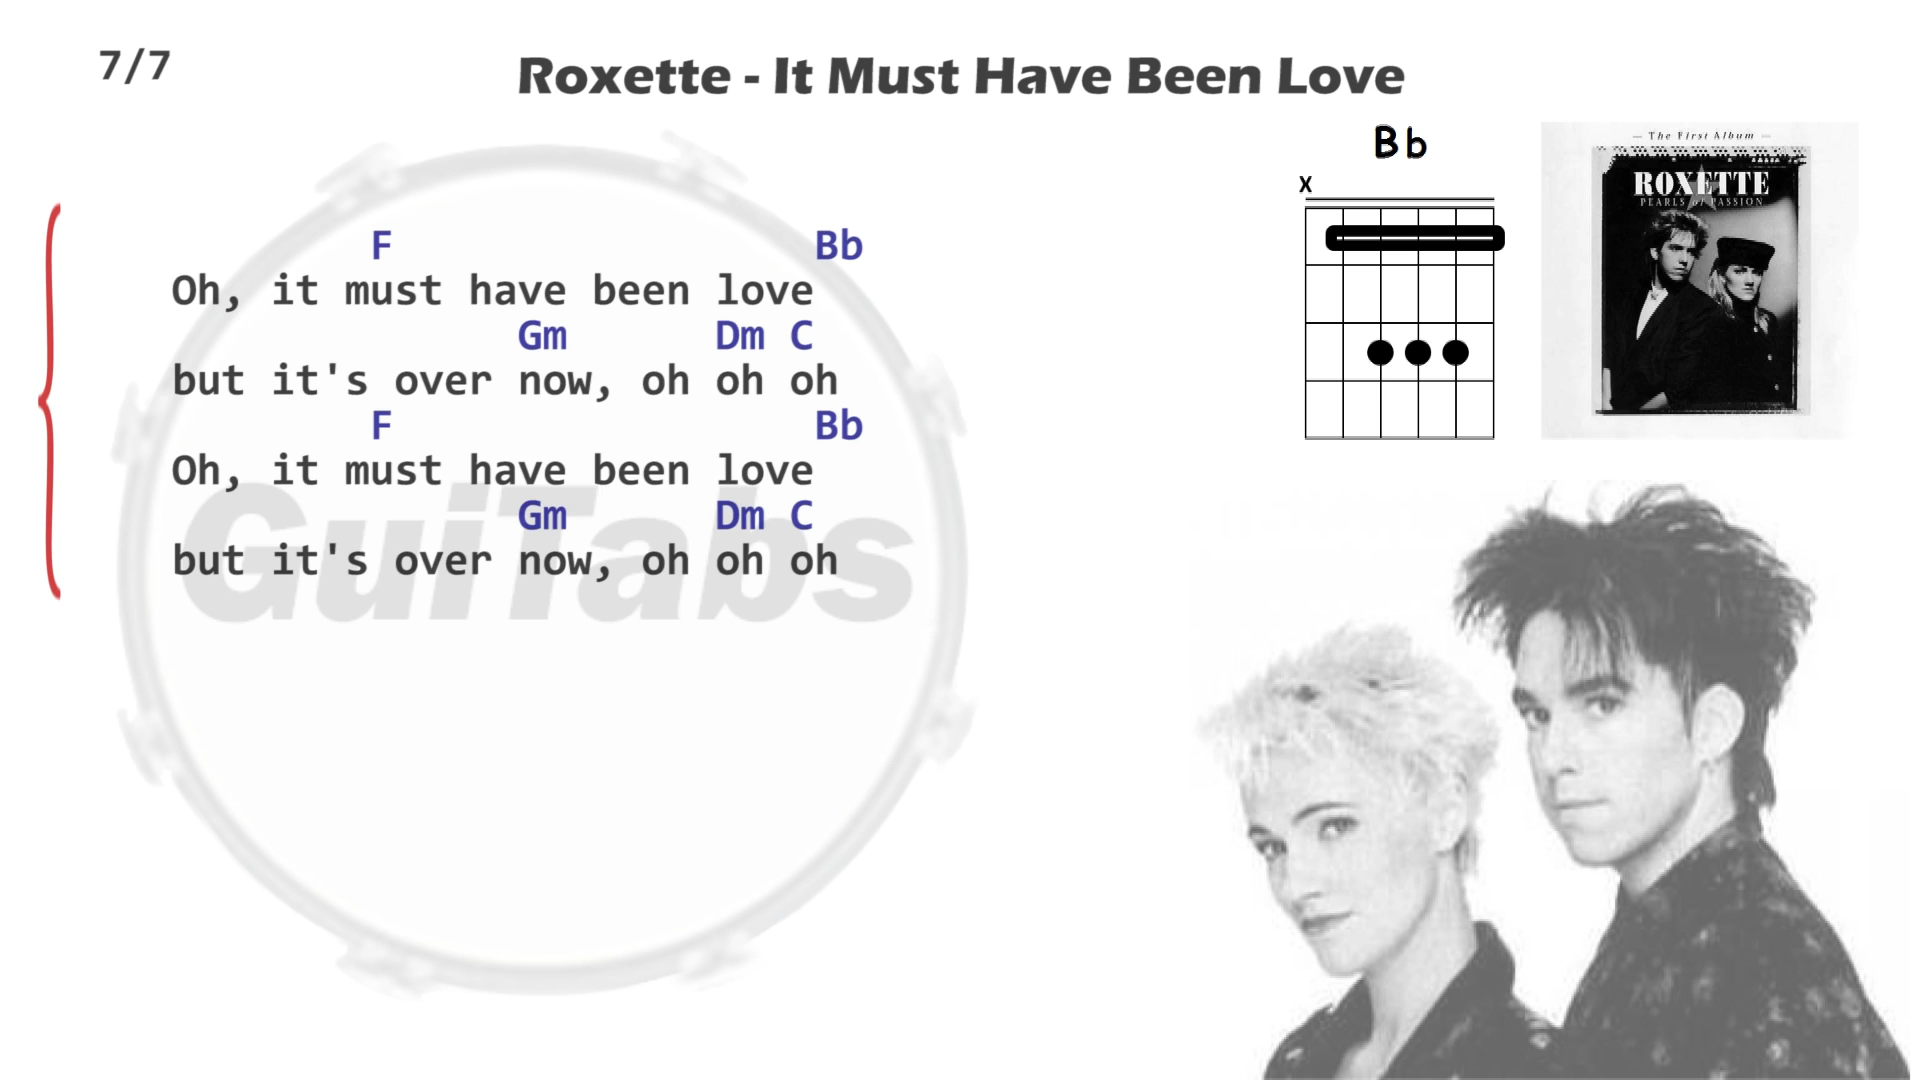 7/7
Roxette - It Must Have Been Love
F Bb
Oh, it must have been love
Gm Dm C
but it's over now, oh oh oh
F Bb
Oh, it must have been love
Gm Dm C
but it's over now, oh oh oh
GuiTabs
Bb
X
— The First Album —
ROXETTE
PEARLS of PASSION